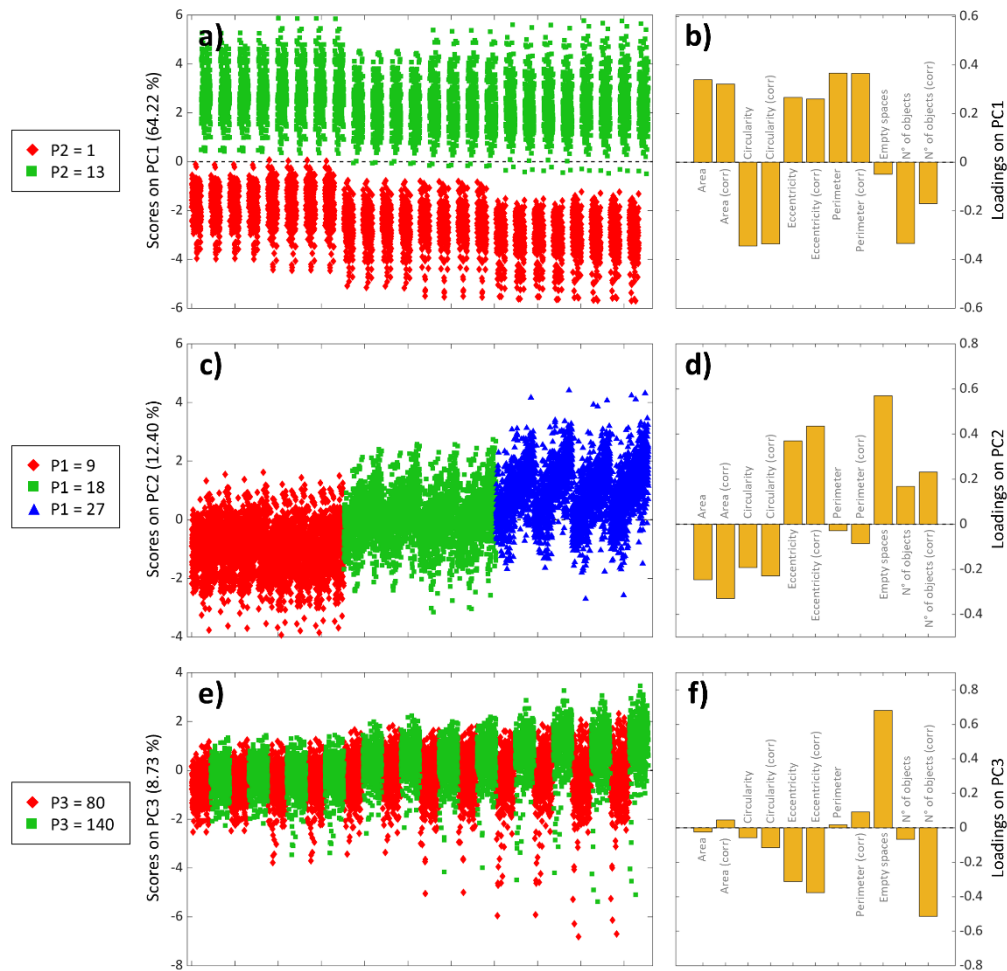 a)
6
4
2
0
-2
-4
-6
Scores on PC1 (64.22 %)
P2 = 1
P2 = 13
b)
0.6
0.4
0.2
0
-0.2
-0.4
-0.6
Loadings on PC1
Area
Area (corr)
Circularity
Circularity (corr)
Eccentricity
Eccentricity (corr)
Perimeter
Perimeter (corr)
Empty spaces
N° of objects
N° of objects (corr)
c)
6
4
2
0
-2
-4
Scores on PC2 (12.40 %)
P1 = 9
P1 = 18
P1 = 27
d)
0.8
0.6
0.4
0.2
0
-0.2
-0.4
Loadings on PC2
Area
Area (corr)
Circularity
Circularity (corr)
Eccentricity
Eccentricity (corr)
Perimeter
Perimeter (corr)
Empty spaces
N° of objects
N° of objects (corr)
e)
4
2
0
-2
-4
-6
-8
Scores on PC3 (8.73 %)
P3 = 80
P3 = 140
f)
0.8
0.6
0.4
0.2
0
-0.2
-0.4
-0.6
-0.8
Loadings on PC3
Area
Area (corr)
Circularity
Circularity (corr)
Eccentricity
Eccentricity (corr)
Perimeter
Perimeter (corr)
Empty spaces
N° of objects
N° of objects (corr)